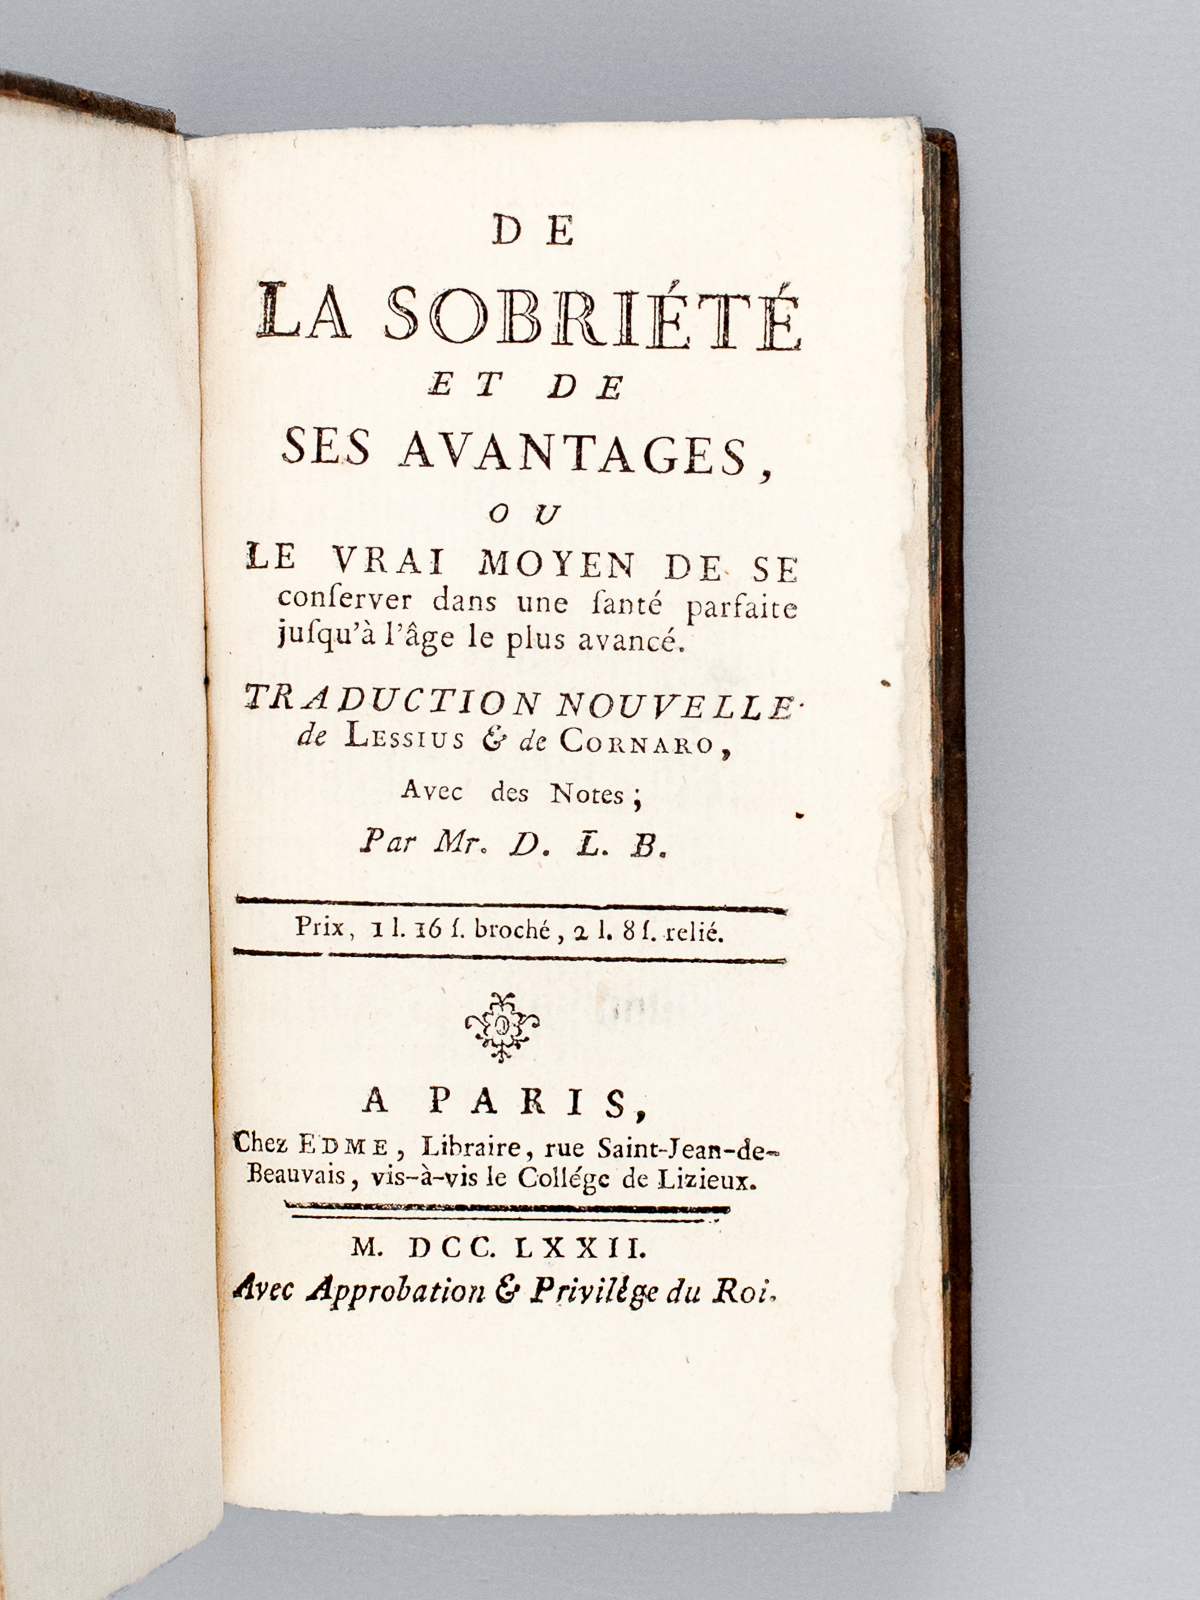 DE
LA SOBRIÉTÉ
ET DE
SES AVANTAGES,
OU
LE VRAI MOYEN DE SE
conſerver dans une ſanté parfaite
juſqu'à l'âge le plus avancé.
TRADUCTION NOUVELLE
de LESSIUS & de CORNARO,
Avec des Notes;
Par Mr. D. L. B.
Prix, 1 l. 16 ſ. broché, 2 l. 8 ſ. relié.
A PARIS,
Chez EDME, Libraire, rue Saint-Jean-de-
Beauvais, vis-à-vis le Collége de Lizieux.
M. DCC. LXXII.
Avec Approbation & Privilége du Roi.